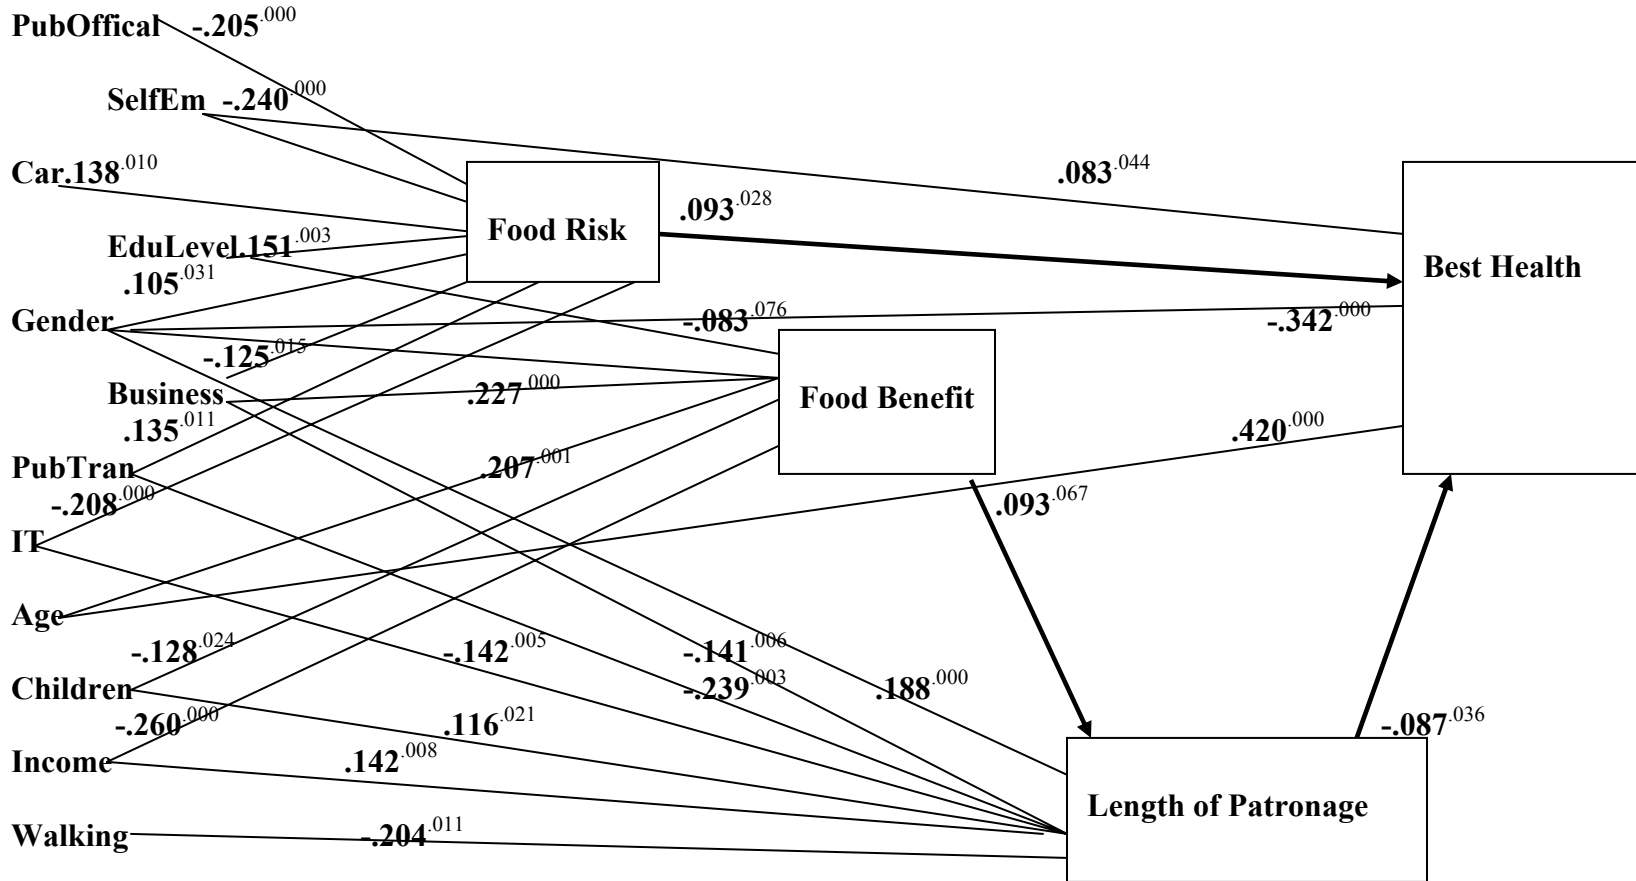 PubOffical -.205.000
SelfEm -.240.000
Car.138.010
.083.044
.093.028
Food Risk
EduLevel.151.003
Best Health
.105.031
Gender
-.083.076
-.342.000
-.125.015
Business
.227.000
Food Benefit
.135.011
.420.000
PubTran
.207.001
-.208.000
.093.067
IT
Age
-.128.024
-.142.005
-.141.006
Children
-.239.003
.188.000
-.260.000
.116.021
-.087.036
Income
.142.008
Length of Patronage
Walking
-.204.011